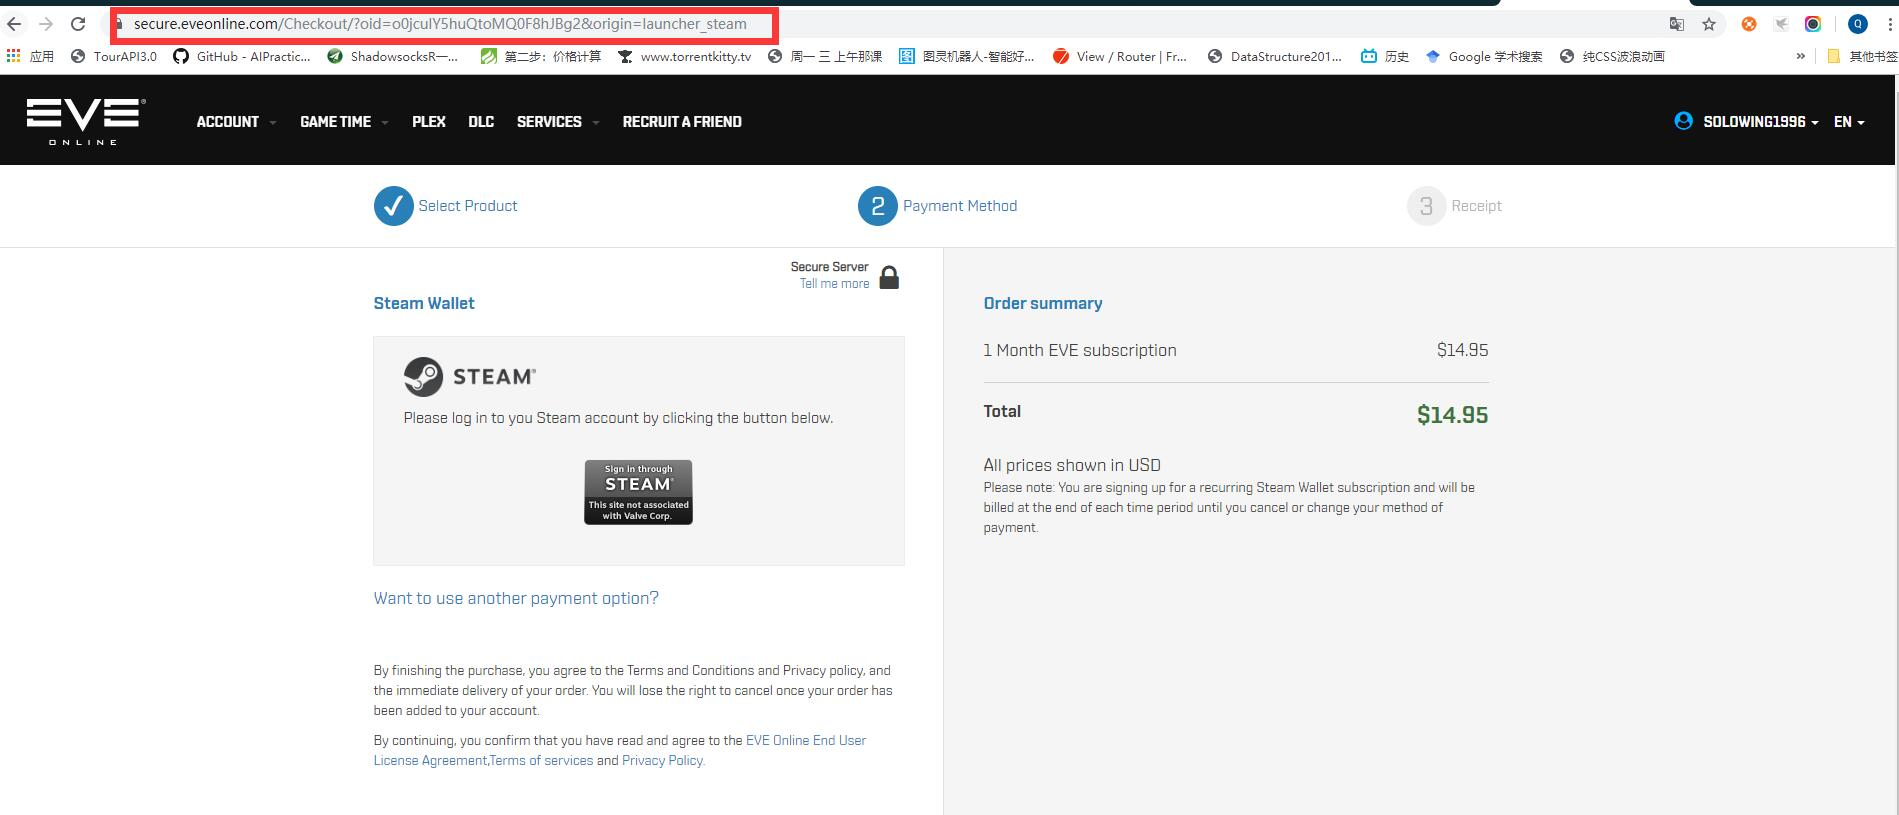 secure.eveonline.com/Checkout/?oid=o0jculY5huQtoMQ0F8hJBg2&origin=launcher_steam
Q
应用 TourAPI3.0 GitHub - AIPractic... ShadowsocksR一... 第二步：价格计算 www.torrentkitty.tv 周一 三 上午那课 图灵机器人-智能好... View / Router | Fr... DataStructure201... 历史 Google 学术搜索 纯CSS波浪动画 » 其他书签
EVE ONLINE
ACCOUNT GAME TIME PLEX DLC SERVICES RECRUIT A FRIEND SOLOWING1996 EN
Select Product 2 Payment Method 3 Receipt
Secure Server
Tell me more
Steam Wallet
STEAM®
Please log in to you Steam account by clicking the button below.
Sign in through
STEAM®
This site not associated
with Valve Corp.
Want to use another payment option?
By finishing the purchase, you agree to the Terms and Conditions and Privacy policy, and
the immediate delivery of your order. You will lose the right to cancel once your order has
been added to your account.
By continuing, you confirm that you have read and agree to the EVE Online End User
License Agreement,Terms of services and Privacy Policy.
Order summary
1 Month EVE subscription $14.95
Total $14.95
All prices shown in USD
Please note: You are signing up for a recurring Steam Wallet subscription and will be
billed at the end of each time period until you cancel or change your method of
payment.